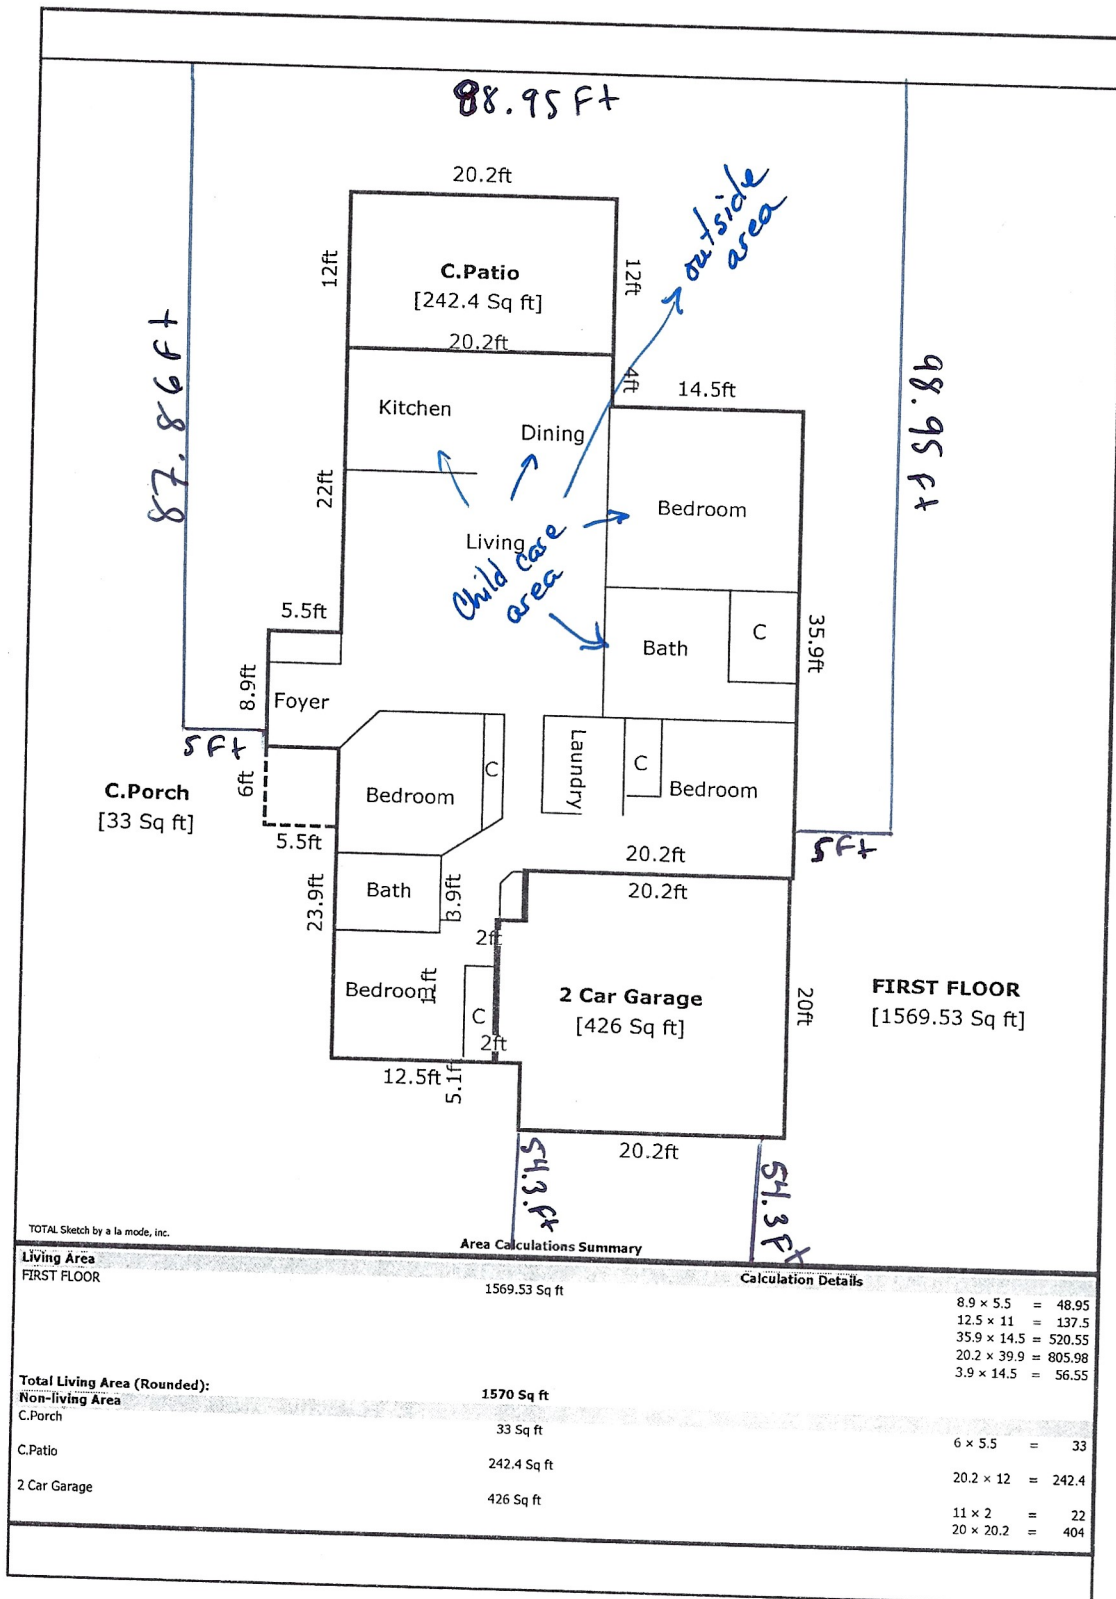 98.95 Ft
20.2ft
outside
area
12ft
C.Patio
[242.4 Sq ft]
12ft
20.2ft
4ft
14.5ft
87.86 Ft
98.95 Ft
Kitchen
Dining
22ft
Bedroom
Living
Child care
area
5.5ft
Bath
C
35.9ft
8.9ft
Foyer
5 Ft
6ft
C.Porch
[33 Sq ft]
Bedroom
C
Laundry
C
Bedroom
5.5ft
20.2ft
5 Ft
23.9ft
Bath
3.9ft
20.2ft
2ft
Bedroom
11ft
C
2 Car Garage
[426 Sq ft]
20ft
FIRST FLOOR
[1569.53 Sq ft]
2ft
12.5ft
5.1ft
20.2ft
54.3.Ft
54.3 Ft
TOTAL Sketch by a la mode, inc.
Area Calculations Summary
Living Area
Calculation Details
FIRST FLOOR
1569.53 Sq ft
8.9 × 5.5 = 48.95
12.5 × 11 = 137.5
35.9 × 14.5 = 520.55
20.2 × 39.9 = 805.98
3.9 × 14.5 = 56.55
Total Living Area (Rounded):
1570 Sq ft
Non-living Area
C.Porch
33 Sq ft
6 × 5.5 = 33
C.Patio
242.4 Sq ft
20.2 × 12 = 242.4
2 Car Garage
426 Sq ft
11 × 2 = 22
20 × 20.2 = 404